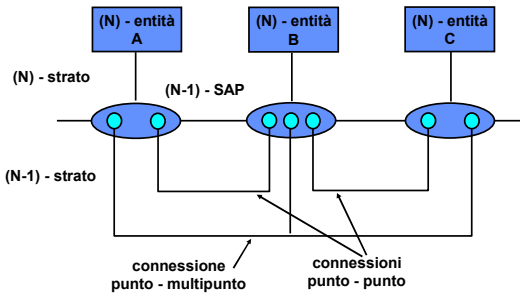 (N) - entità
A
(N) - entità
B
(N) - entità
C
(N) - strato
(N-1) - SAP
(N-1) - strato
connessione
punto - multipunto
connessioni
punto - punto